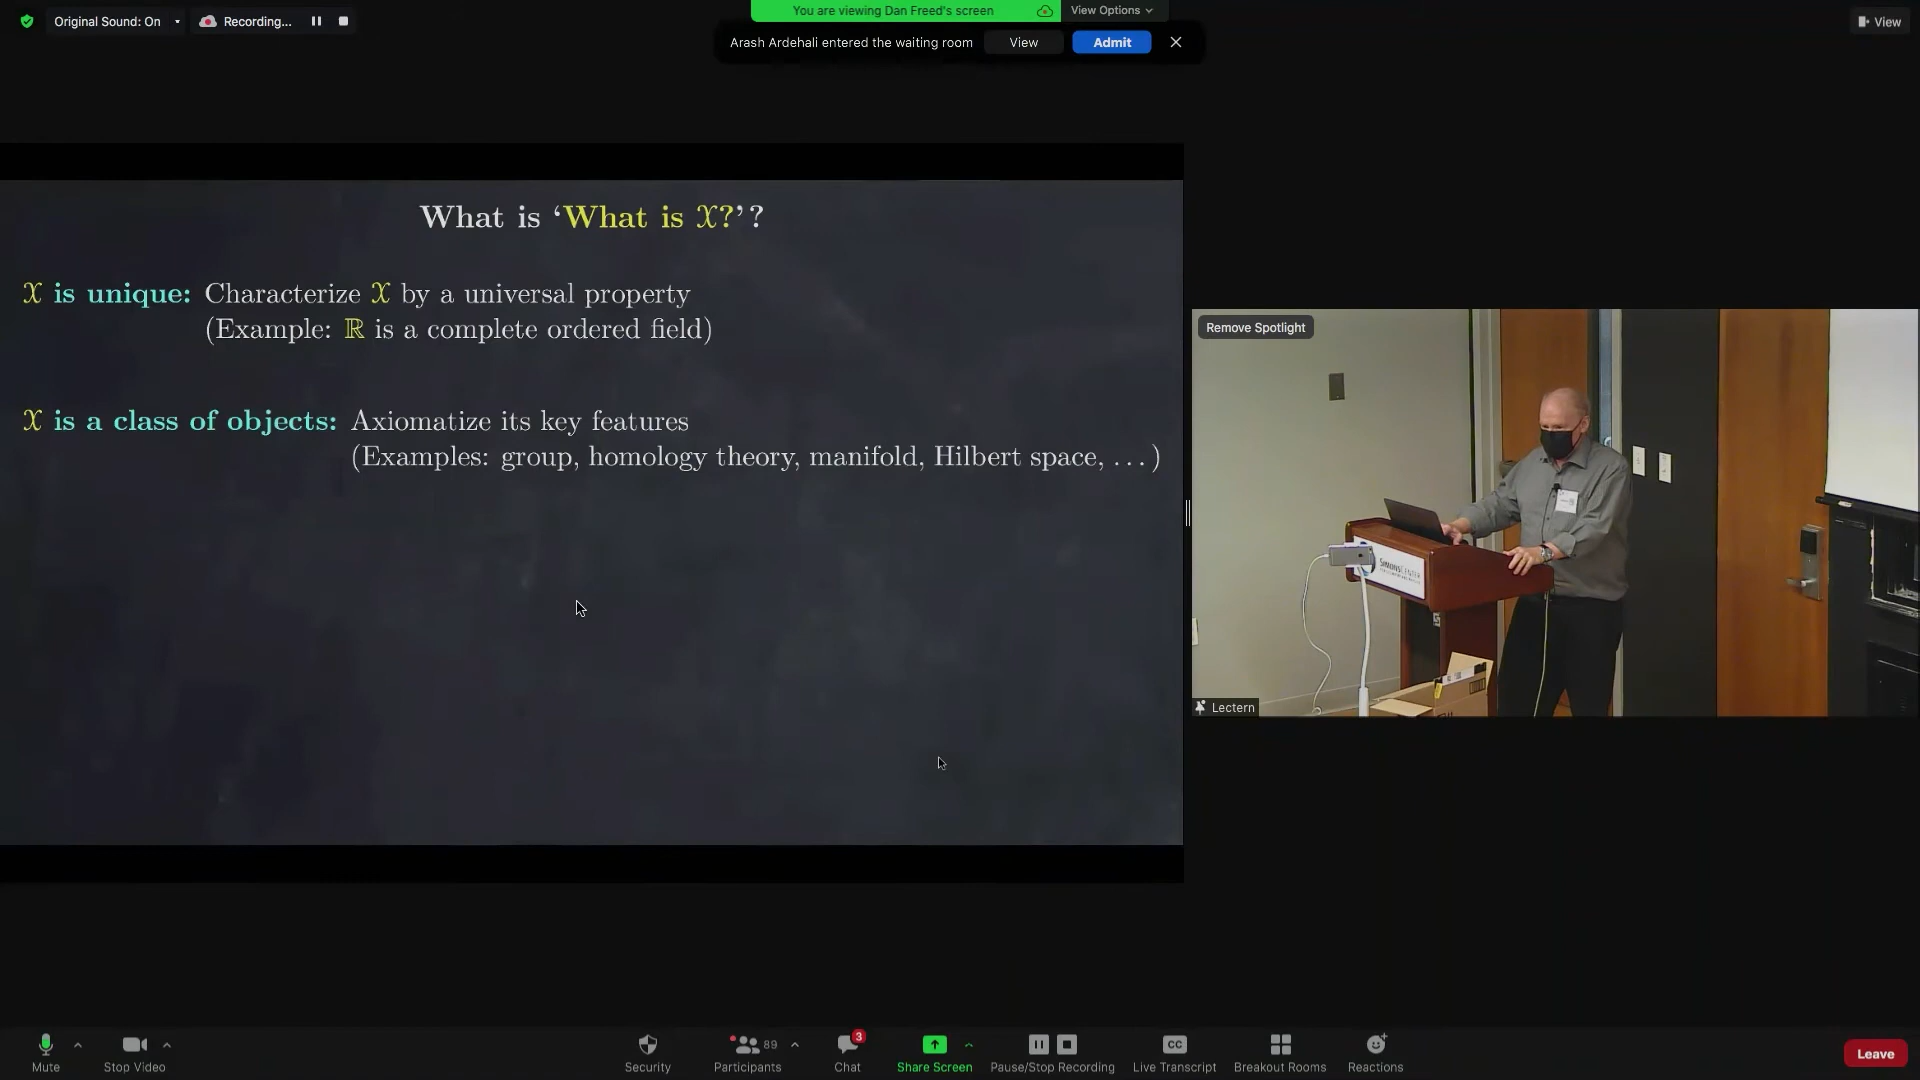 Original Sound: On
Recording...
You are viewing Dan Freed's screen
View Options
View
Arash Ardehali entered the waiting room
View
Admit
What is ‘What is 𝒳?’?
𝒳 is unique: Characterize 𝒳 by a universal property
(Example: ℝ is a complete ordered field)
𝒳 is a class of objects: Axiomatize its key features
(Examples: group, homology theory, manifold, Hilbert space, ...)
Remove Spotlight
SIMONS CENTER
Lectern
Mute
Stop Video
Security
89
Participants
3
Chat
Share Screen
Pause/Stop Recording
CC
Live Transcript
Breakout Rooms
Reactions
Leave